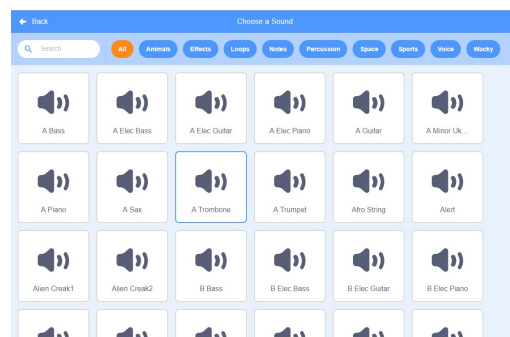 Back
Choose a Sound
Search
All Animals Effects Loops Notes Percussion Space Sports Voice Wacky
A Bass A Elec Bass A Elec Guitar A Elec Piano A Guitar A Minor Uk...
A Piano A Sax A Trombone A Trumpet Afro String Alert
Alien Creak1 Alien Creak2 B Bass B Elec Bass B Elec Guitar B Elec Piano